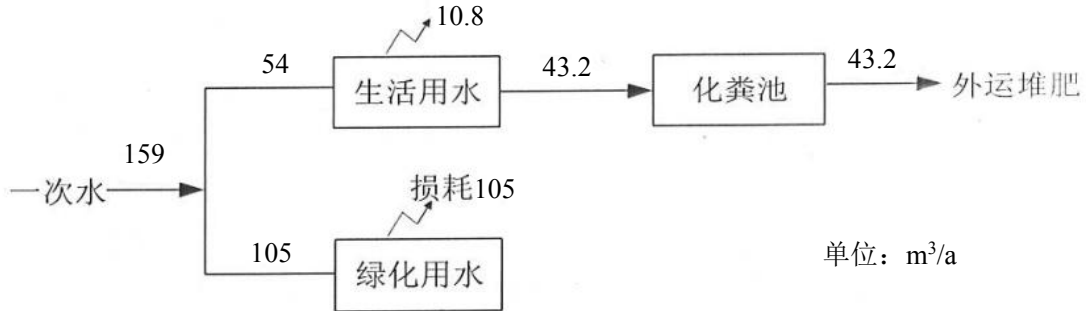 10.8
54
生活用水
43.2
化粪池
43.2
外运堆肥
159
一次水
损耗105
105
绿化用水
单位：m³/a